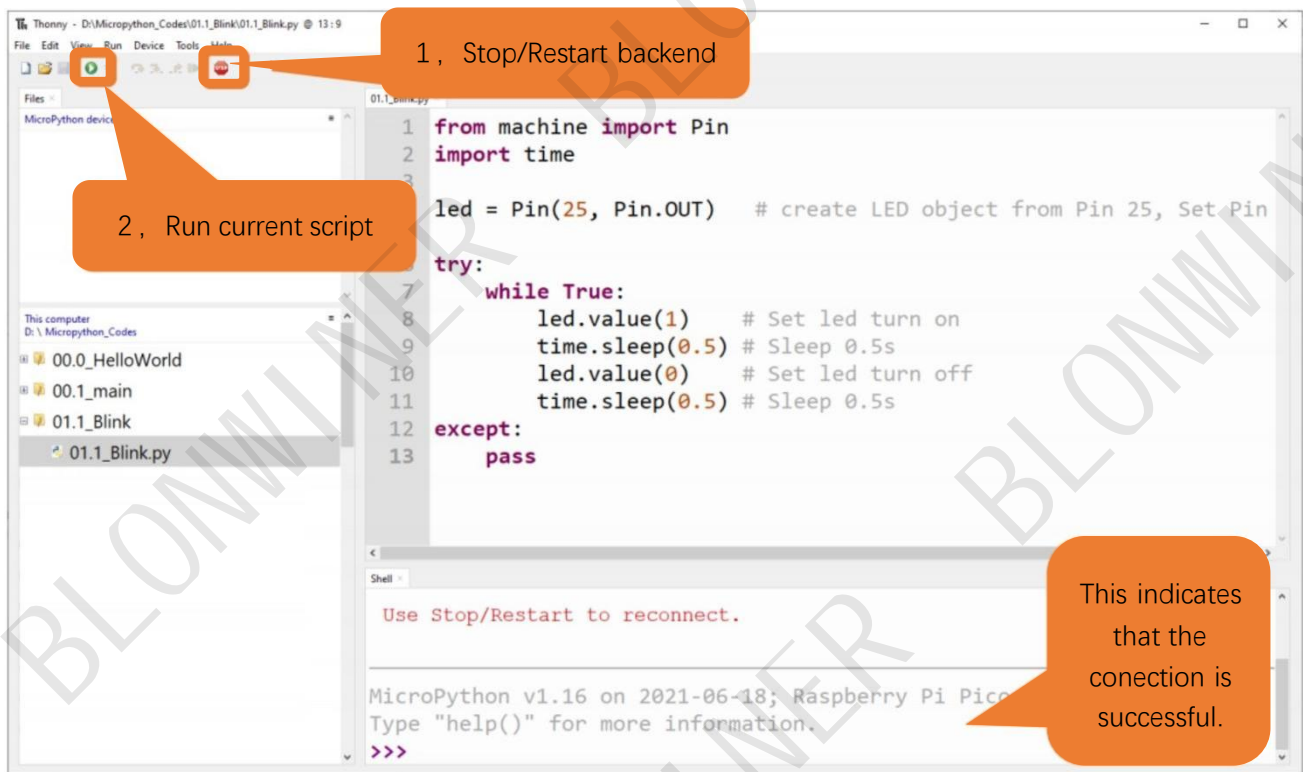 Thonny - D:\Micropython_Codes\01.1_Blink\01.1_Blink.py @ 13:9
File Edit View Run Device Tools Help
1, Stop/Restart backend
2, Run current script
Files
MicroPython device
This computer
D: \ Micropython_Codes
00.0_HelloWorld
00.1_main
01.1_Blink
01.1_Blink.py
01.1_Blink.py
1 from machine import Pin
2 import time
3
led = Pin(25, Pin.OUT) # create LED object from Pin 25, Set Pin
try:
7 while True:
8 led.value(1) # Set led turn on
9 time.sleep(0.5) # Sleep 0.5s
10 led.value(0) # Set led turn off
11 time.sleep(0.5) # Sleep 0.5s
12 except:
13 pass
Shell
Use Stop/Restart to reconnect.
MicroPython v1.16 on 2021-06-18; Raspberry Pi Pico
Type "help()" for more information.
>>>
This indicates
that the
conection is
successful.
BLONWINER
BLONWINER